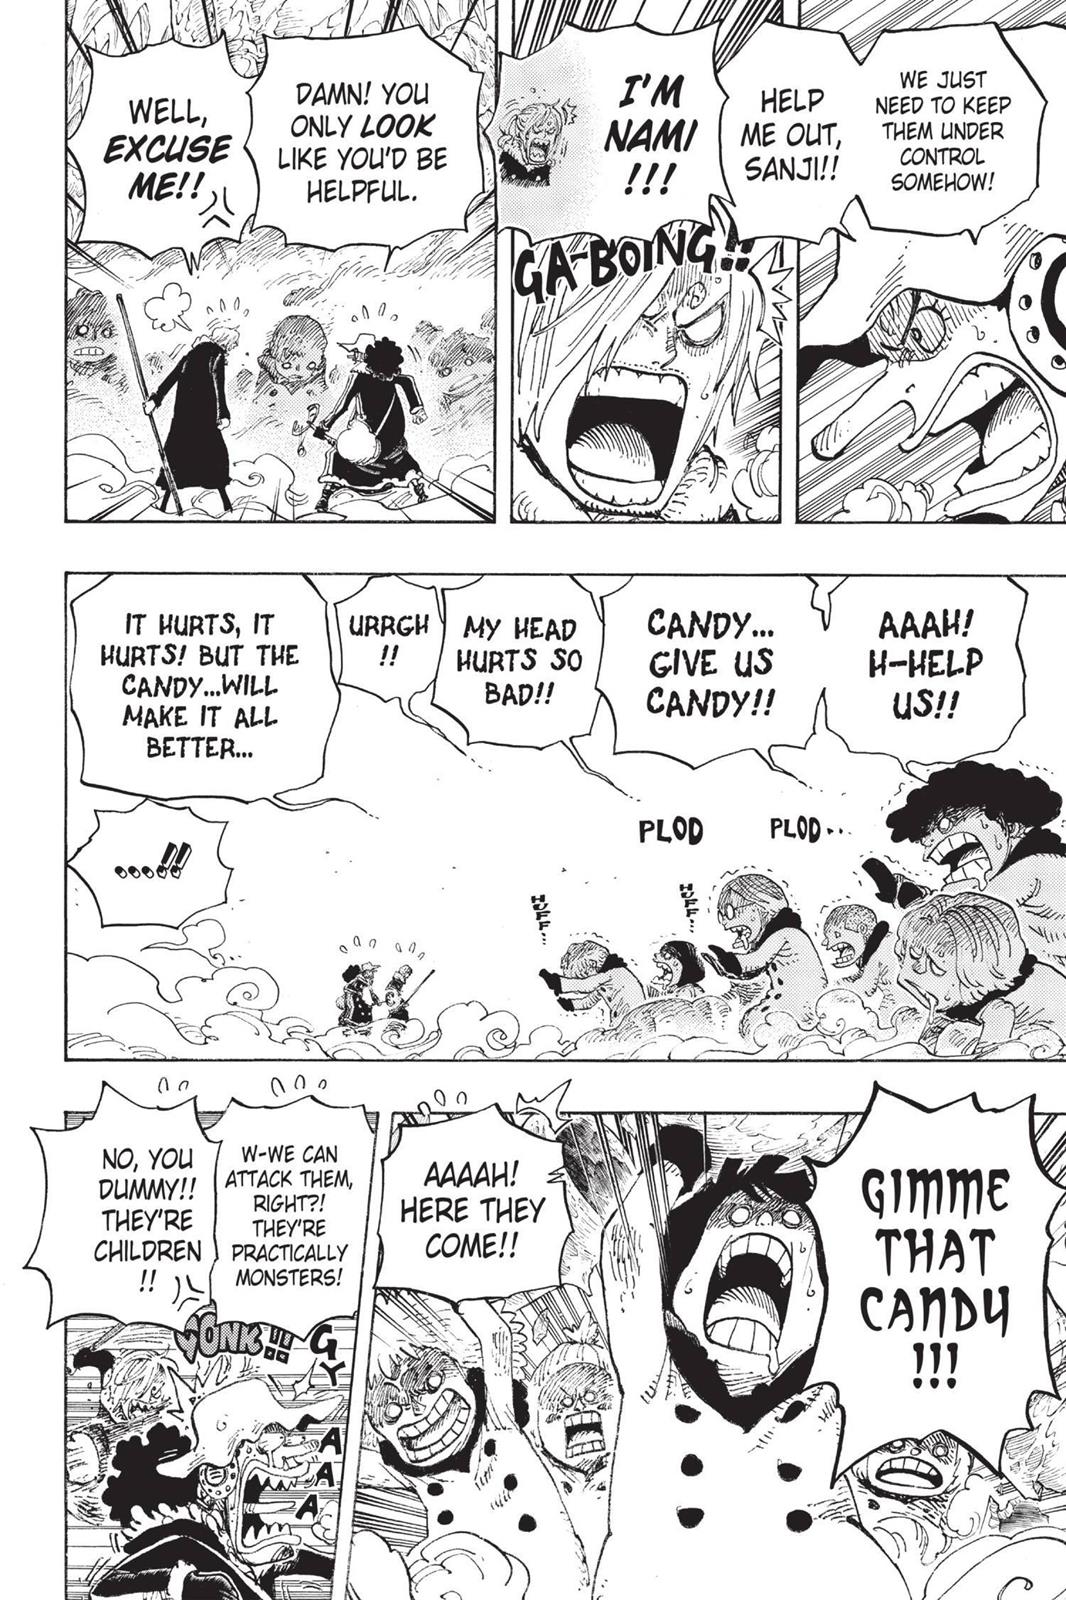 WE JUST
NEED TO KEEP
THEM UNDER
CONTROL
SOMEHOW!
HELP
ME OUT,
SANJI!!
I'M
NAMI
!!!
GA-BOING!!
DAMN! YOU
ONLY LOOK
LIKE YOU'D BE
HELPFUL.
WELL,
EXCUSE
ME!!
AAAH!
H-HELP
US!!
CANDY...
GIVE US
CANDY!!
MY HEAD
HURTS SO
BAD!!
URRGH
!!
IT HURTS, IT
HURTS! BUT THE
CANDY...WILL
MAKE IT ALL
BETTER...
PLOD..
PLOD
HUFF...
HUFF...
....!!
GIMME
THAT
CANDY
!!!
AAAAH!
HERE THEY
COME!!
W-WE CAN
ATTACK THEM,
RIGHT?!
THEY'RE
PRACTICALLY
MONSTERS!
NO, YOU
DUMMY!!
THEY'RE
CHILDREN
!!
YONK!!
GYAAA